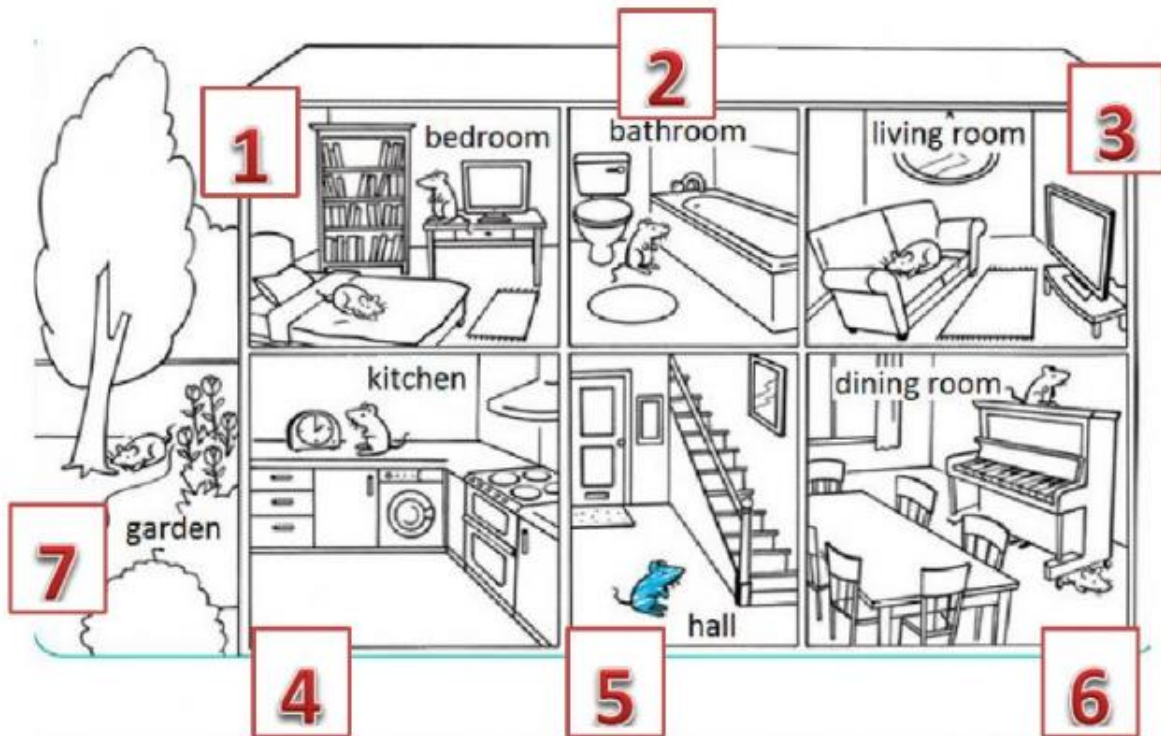 2
1
3
bedroom
bathroom
living room
kitchen
dining room
garden
7
hall
4
5
6